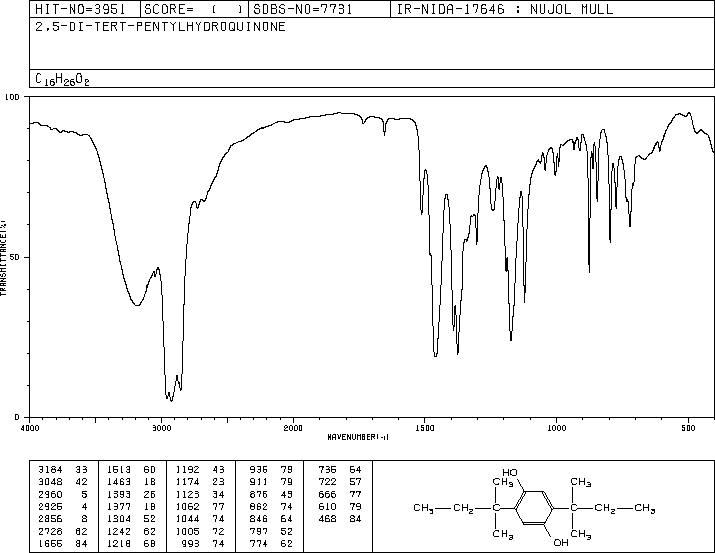 HIT-NO=3951 SCORE= ( ) SDBS-NO=7731 IR-NIDA-17646 : NUJOL MULL
2,5-DI-TERT-PENTYLHYDROQUINONE
C16H26O2
100
TRANSMITTANCE(%)
50
0
4000 3000 2000 1500 1000 500
WAVENUMBER(-1)
3184 33 1513 60 1192 43 935 79 735 64
3048 42 1463 18 1174 23 911 79 722 57
2960 5 1393 26 1123 34 876 43 666 77
2925 4 1377 18 1062 77 862 74 610 79
2856 8 1304 52 1044 74 846 64 468 84
2728 62 1242 62 1005 72 797 52
1655 84 1218 68 993 74 774 62
HO
CH3 CH3
CH3 CH2 C C CH2 CH3
CH3 CH3
OH